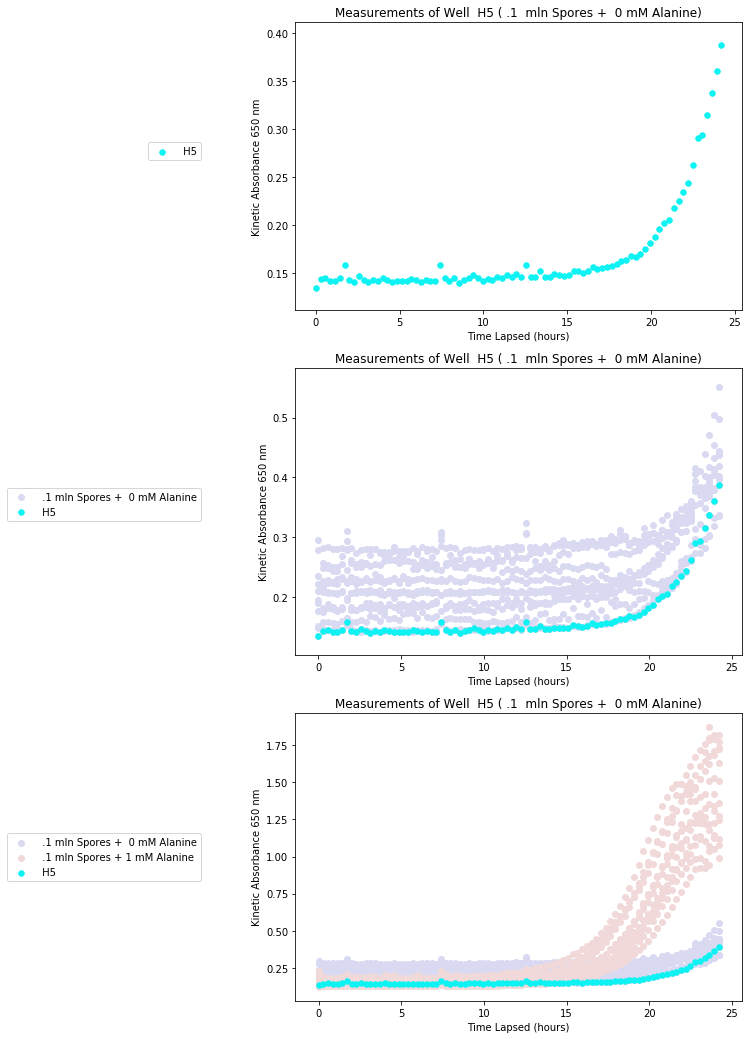 Measurements of Well  H5 ( .1  mln Spores +  0 mM Alanine)
0.40
0.35
0.30
0.25
0.20
0.15
Kinetic Absorbance 650 nm
H5
0 5 10 15 20 25
Time Lapsed (hours)
Measurements of Well  H5 ( .1  mln Spores +  0 mM Alanine)
0.5
0.4
0.3
0.2
Kinetic Absorbance 650 nm
.1 mln Spores +  0 mM Alanine
H5
0 5 10 15 20 25
Time Lapsed (hours)
Measurements of Well  H5 ( .1  mln Spores +  0 mM Alanine)
1.75
1.50
1.25
1.00
0.75
0.50
0.25
Kinetic Absorbance 650 nm
.1 mln Spores +  0 mM Alanine
.1 mln Spores + 1 mM Alanine
H5
0 5 10 15 20 25
Time Lapsed (hours)